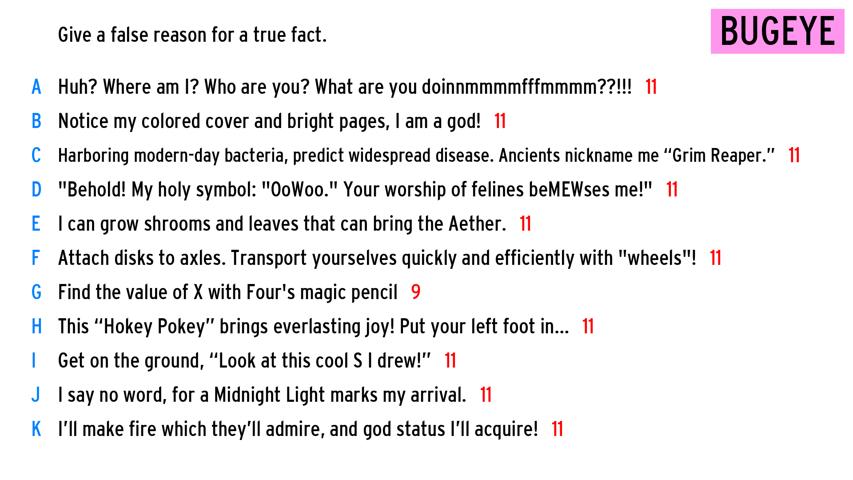 Give a false reason for a true fact.
BUGEYE
A Huh? Where am I? Who are you? What are you doinnmmmmfffmmmm??!!! 11
B Notice my colored cover and bright pages, I am a god! 11
C Harboring modern-day bacteria, predict widespread disease. Ancients nickname me “Grim Reaper.” 11
D "Behold! My holy symbol: "OoWoo." Your worship of felines beMEWses me!" 11
E I can grow shrooms and leaves that can bring the Aether. 11
F Attach disks to axles. Transport yourselves quickly and efficiently with "wheels"! 11
G Find the value of X with Four's magic pencil 9
H This “Hokey Pokey” brings everlasting joy! Put your left foot in... 11
I Get on the ground, “Look at this cool S I drew!” 11
J I say no word, for a Midnight Light marks my arrival. 11
K I’ll make fire which they’ll admire, and god status I’ll acquire! 11